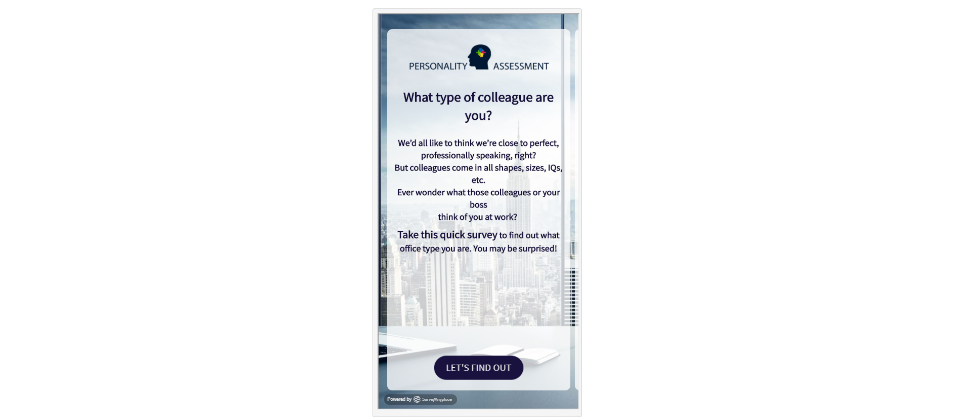 PERSONALITY ASSESSMENT
What type of colleague are
you?
We'd all like to think we're close to perfect,
professionally speaking, right?
But colleagues come in all shapes, sizes, IQs,
etc.
Ever wonder what those colleagues or your
boss
think of you at work?
Take this quick survey to find out what
office type you are. You may be surprised!
LET'S FIND OUT
Powered by